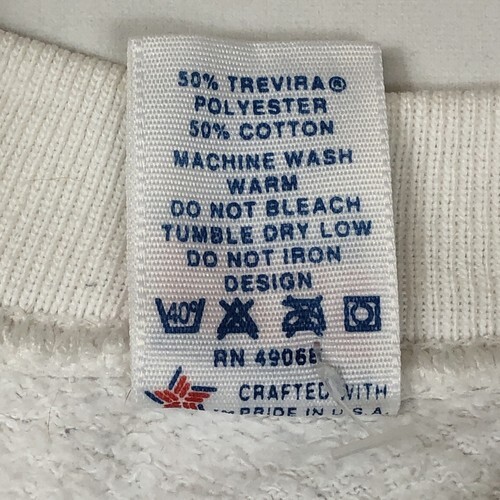 50% TREVIRA®
POLYESTER
50% COTTON
MACHINE WASH
WARM
DO NOT BLEACH
TUMBLE DRY LOW
DO NOT IRON
DESIGN
40°
RN
CRAFTED WITH
PRIDE IN U.S.A.